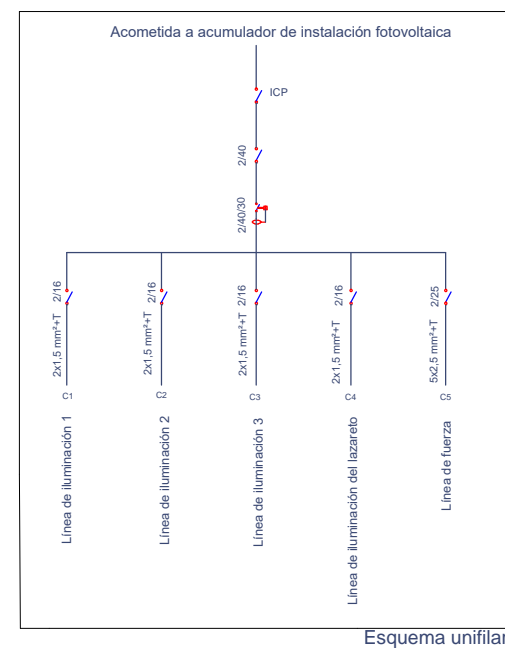 Acometida a acumulador de instalación fotovoltaica
ICP
2/40
2/40/30
2x1,5 mm²+T 2/16
2x1,5 mm²+T 2/16
2x1,5 mm²+T 2/16
2x1,5 mm²+T 2/16
5x2,5 mm²+T 2/25
C1
C2
C3
C4
C5
Línea de iluminación 1
Línea de iluminación 2
Línea de iluminación 3
Línea de iluminación del lazareto
Línea de fuerza
Esquema unifilar